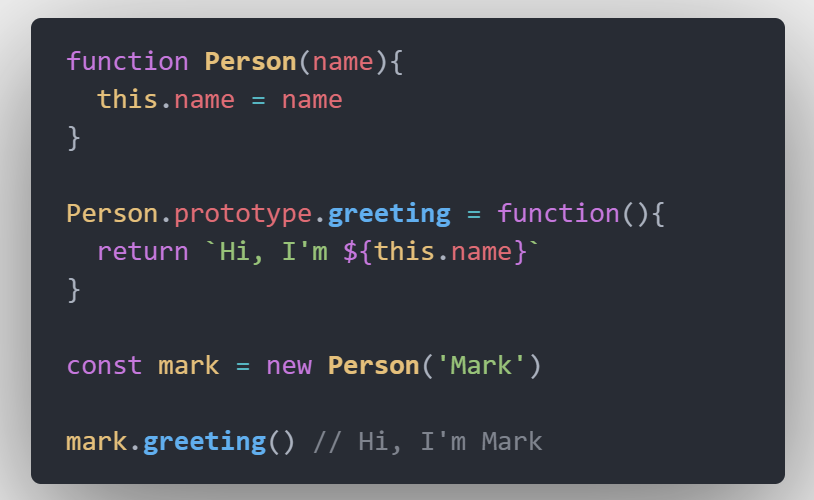 function Person(name){
  this.name = name
}

Person.prototype.greeting = function(){
  return `Hi, I'm ${this.name}`
}

const mark = new Person('Mark')

mark.greeting() // Hi, I'm Mark